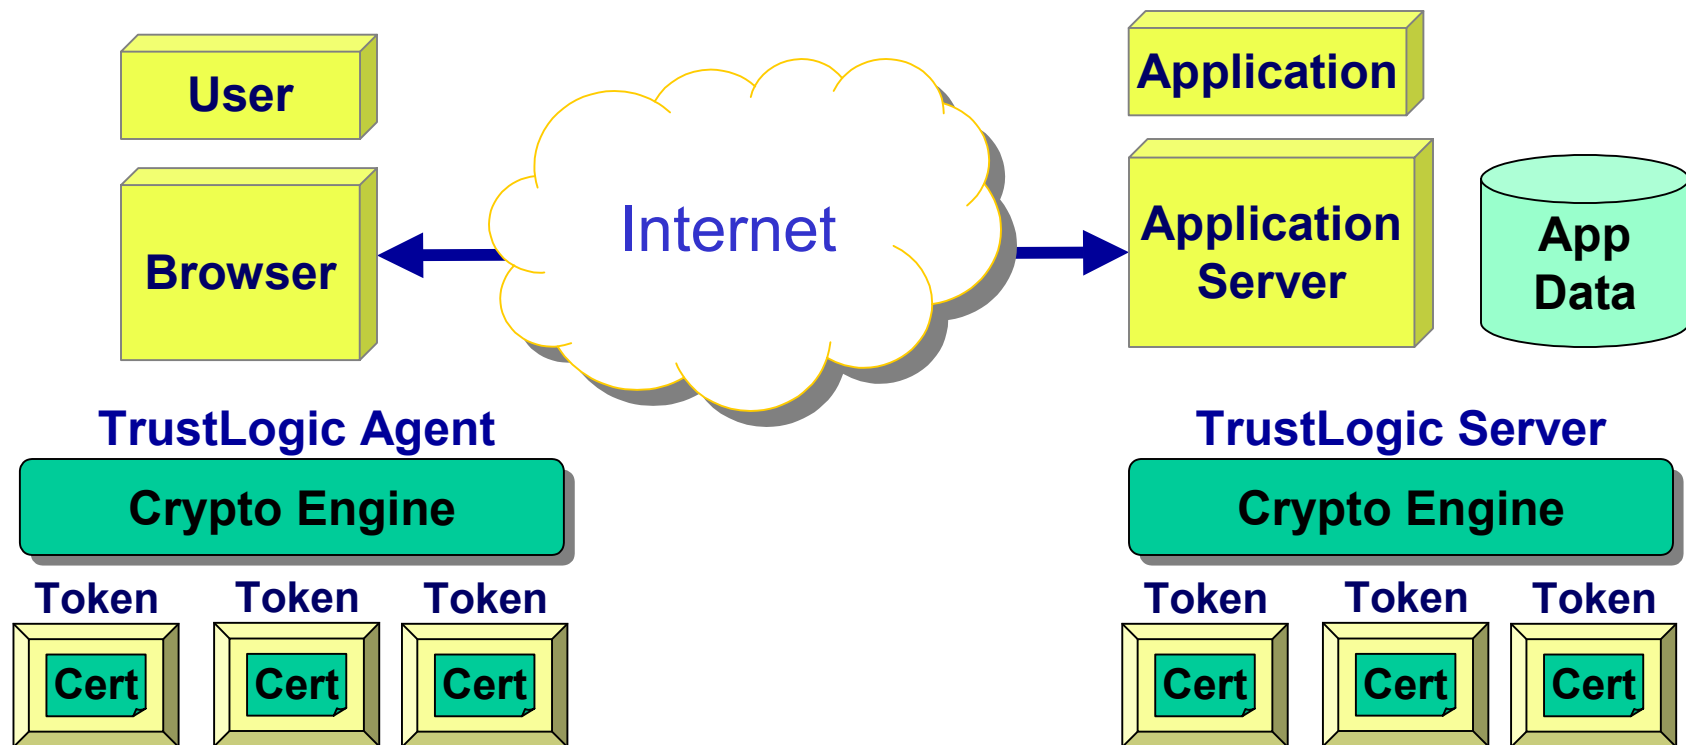 User
Browser
Internet
Application
Application
Server
App
Data
TrustLogic Agent
Crypto Engine
Token Token Token
Cert Cert Cert
TrustLogic Server
Crypto Engine
Token Token Token
Cert Cert Cert